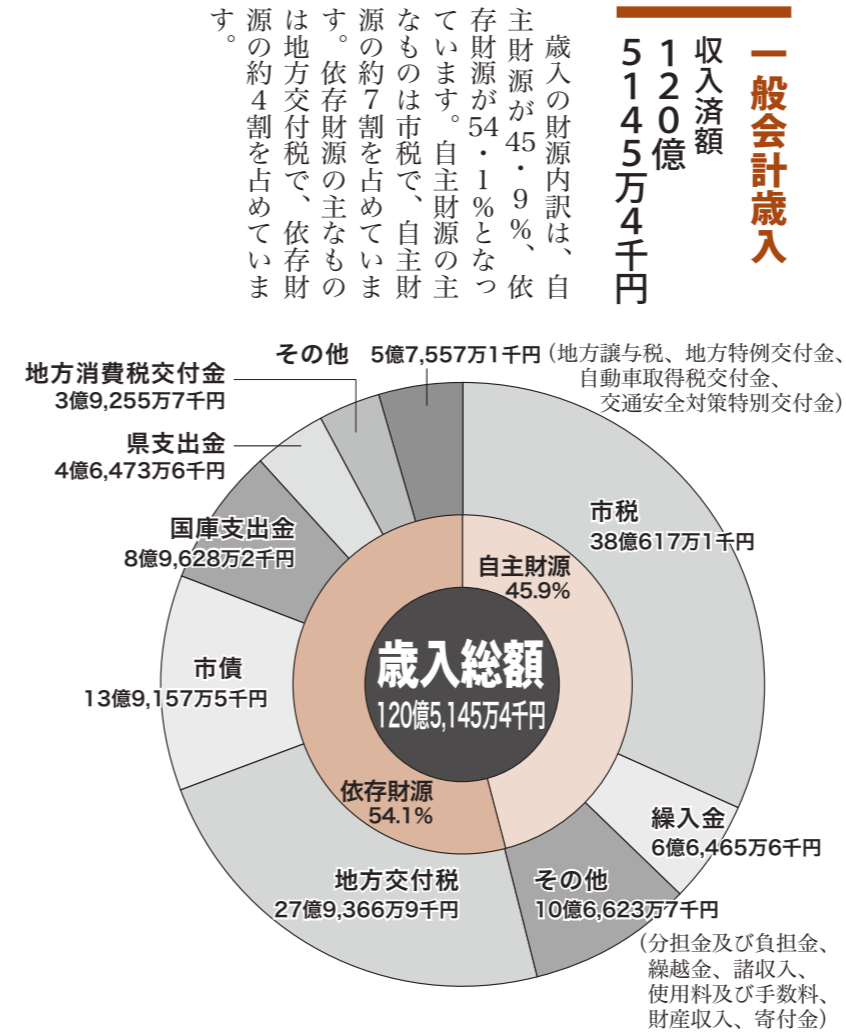 一般会計歳入
収入済額
120億
5145万4千円
歳入の財源内訳は、自
主財源が45・9%、依
存財源が54・1%となっ
ています。自主財源の主
なものは市税で、自主財
源の約7割を占めていま
す。依存財源の主なもの
は地方交付税で、依存財
源の約4割を占めていま
す。
その他 5億7,557万1千円(地方譲与税、地方特例交付金、
自動車取得税交付金、
交通安全対策特別交付金)
地方消費税交付金
3億9,255万7千円
県支出金
4億6,473万6千円
国庫支出金
8億9,628万2千円
市債
13億9,157万5千円
地方交付税
27億9,366万9千円
市税
38億617万1千円
繰入金
6億6,465万6千円
その他
10億6,623万7千円
(分担金及び負担金、
繰越金、諸収入、
使用料及び手数料、
財産収入、寄付金)
自主財源
45.9%
歳入総額
120億5,145万4千円
依存財源
54.1%